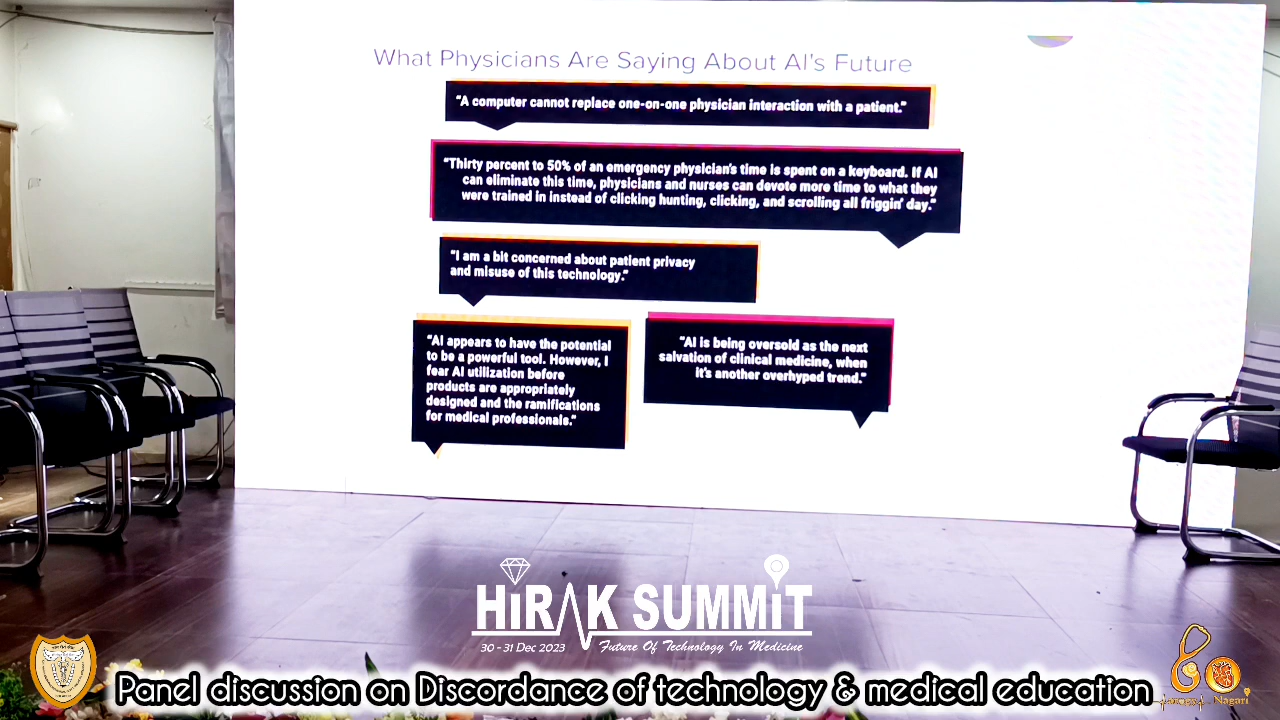 What Physicians Are Saying About AI's Future
“A computer cannot replace one-on-one physician interaction with a patient.”
“Thirty percent to 50% of an emergency physician's time is spent on a keyboard. If AI
can eliminate this time, physicians and nurses can devote more time to what they
were trained in instead of clicking hunting, clicking, and scrolling all friggin' day.”
“I am a bit concerned about patient privacy
and misuse of this technology.”
“AI appears to have the potential
to be a powerful tool. However, I
fear AI utilization before
products are appropriately
designed and the ramifications
for medical professionals.”
“AI is being oversold as the next
salvation of clinical medicine, when
it's another overhyped trend.”
HiRAK SUMMiT
30 - 31 Dec 2023
Future Of Technology In Medicine
Panel discussion on Discordance of technology & medical education
Nagari